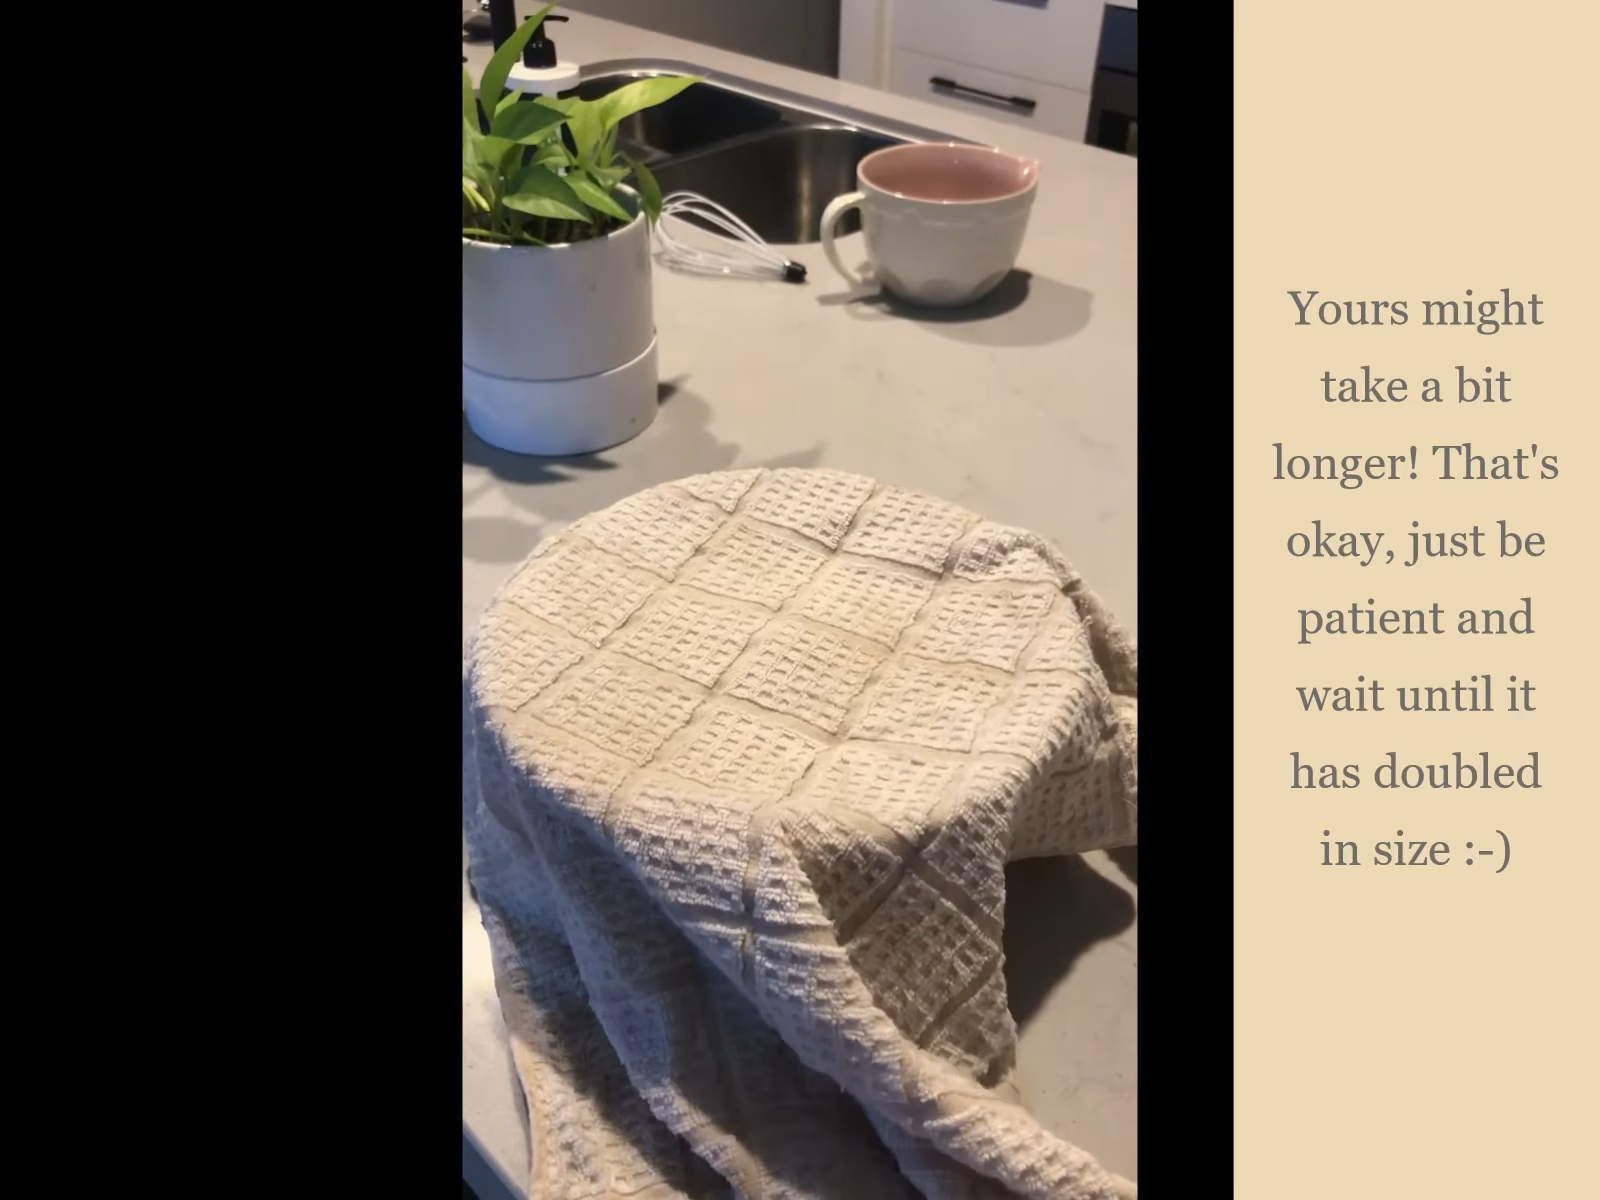 Yours might
take a bit
longer! That's
okay, just be
patient and
wait until it
has doubled
in size :-)